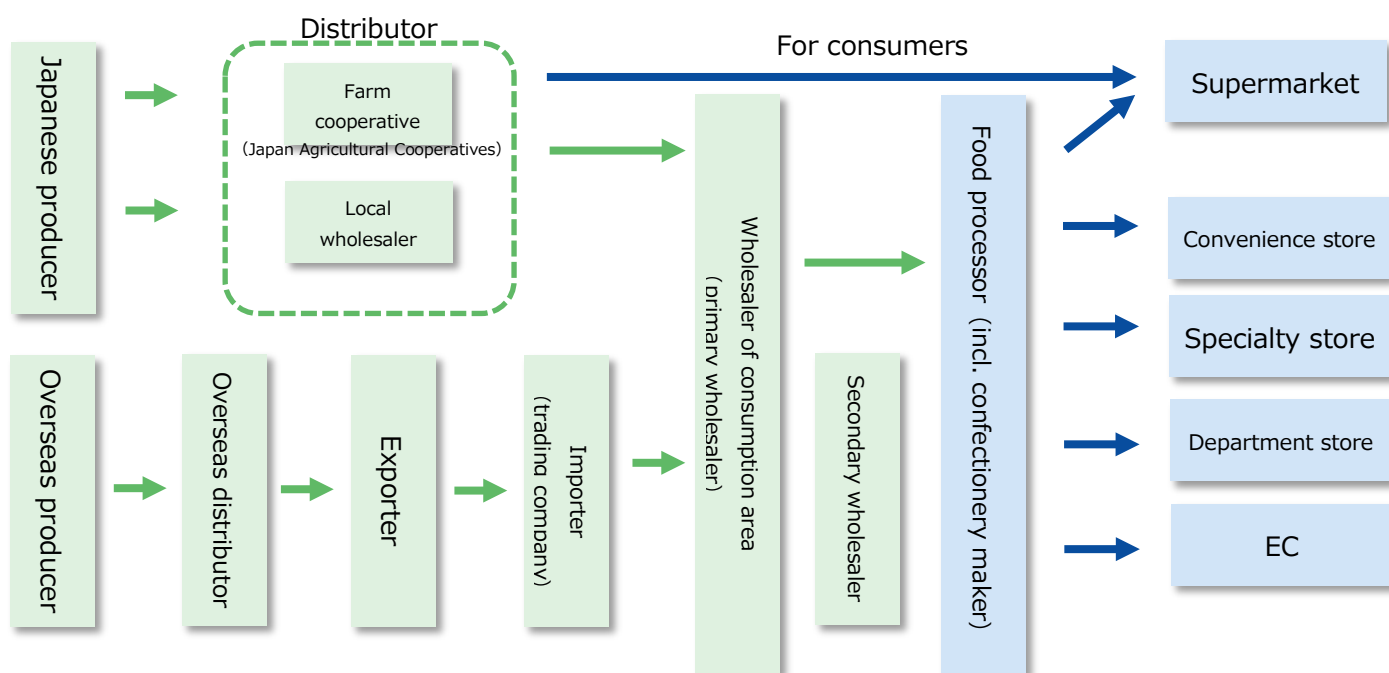 Distributor
For consumers
Japanese producer
Farm
cooperative
（Japan Agricultural Cooperatives）
Local
wholesaler
Supermarket
Convenience store
Specialty store
Department store
EC
Overseas producer
Overseas distributor
Exporter
Importer
(trading company)
Wholesaler of consumption area
(primary wholesaler)
Secondary wholesaler
Food processor（incl. confectionery maker）